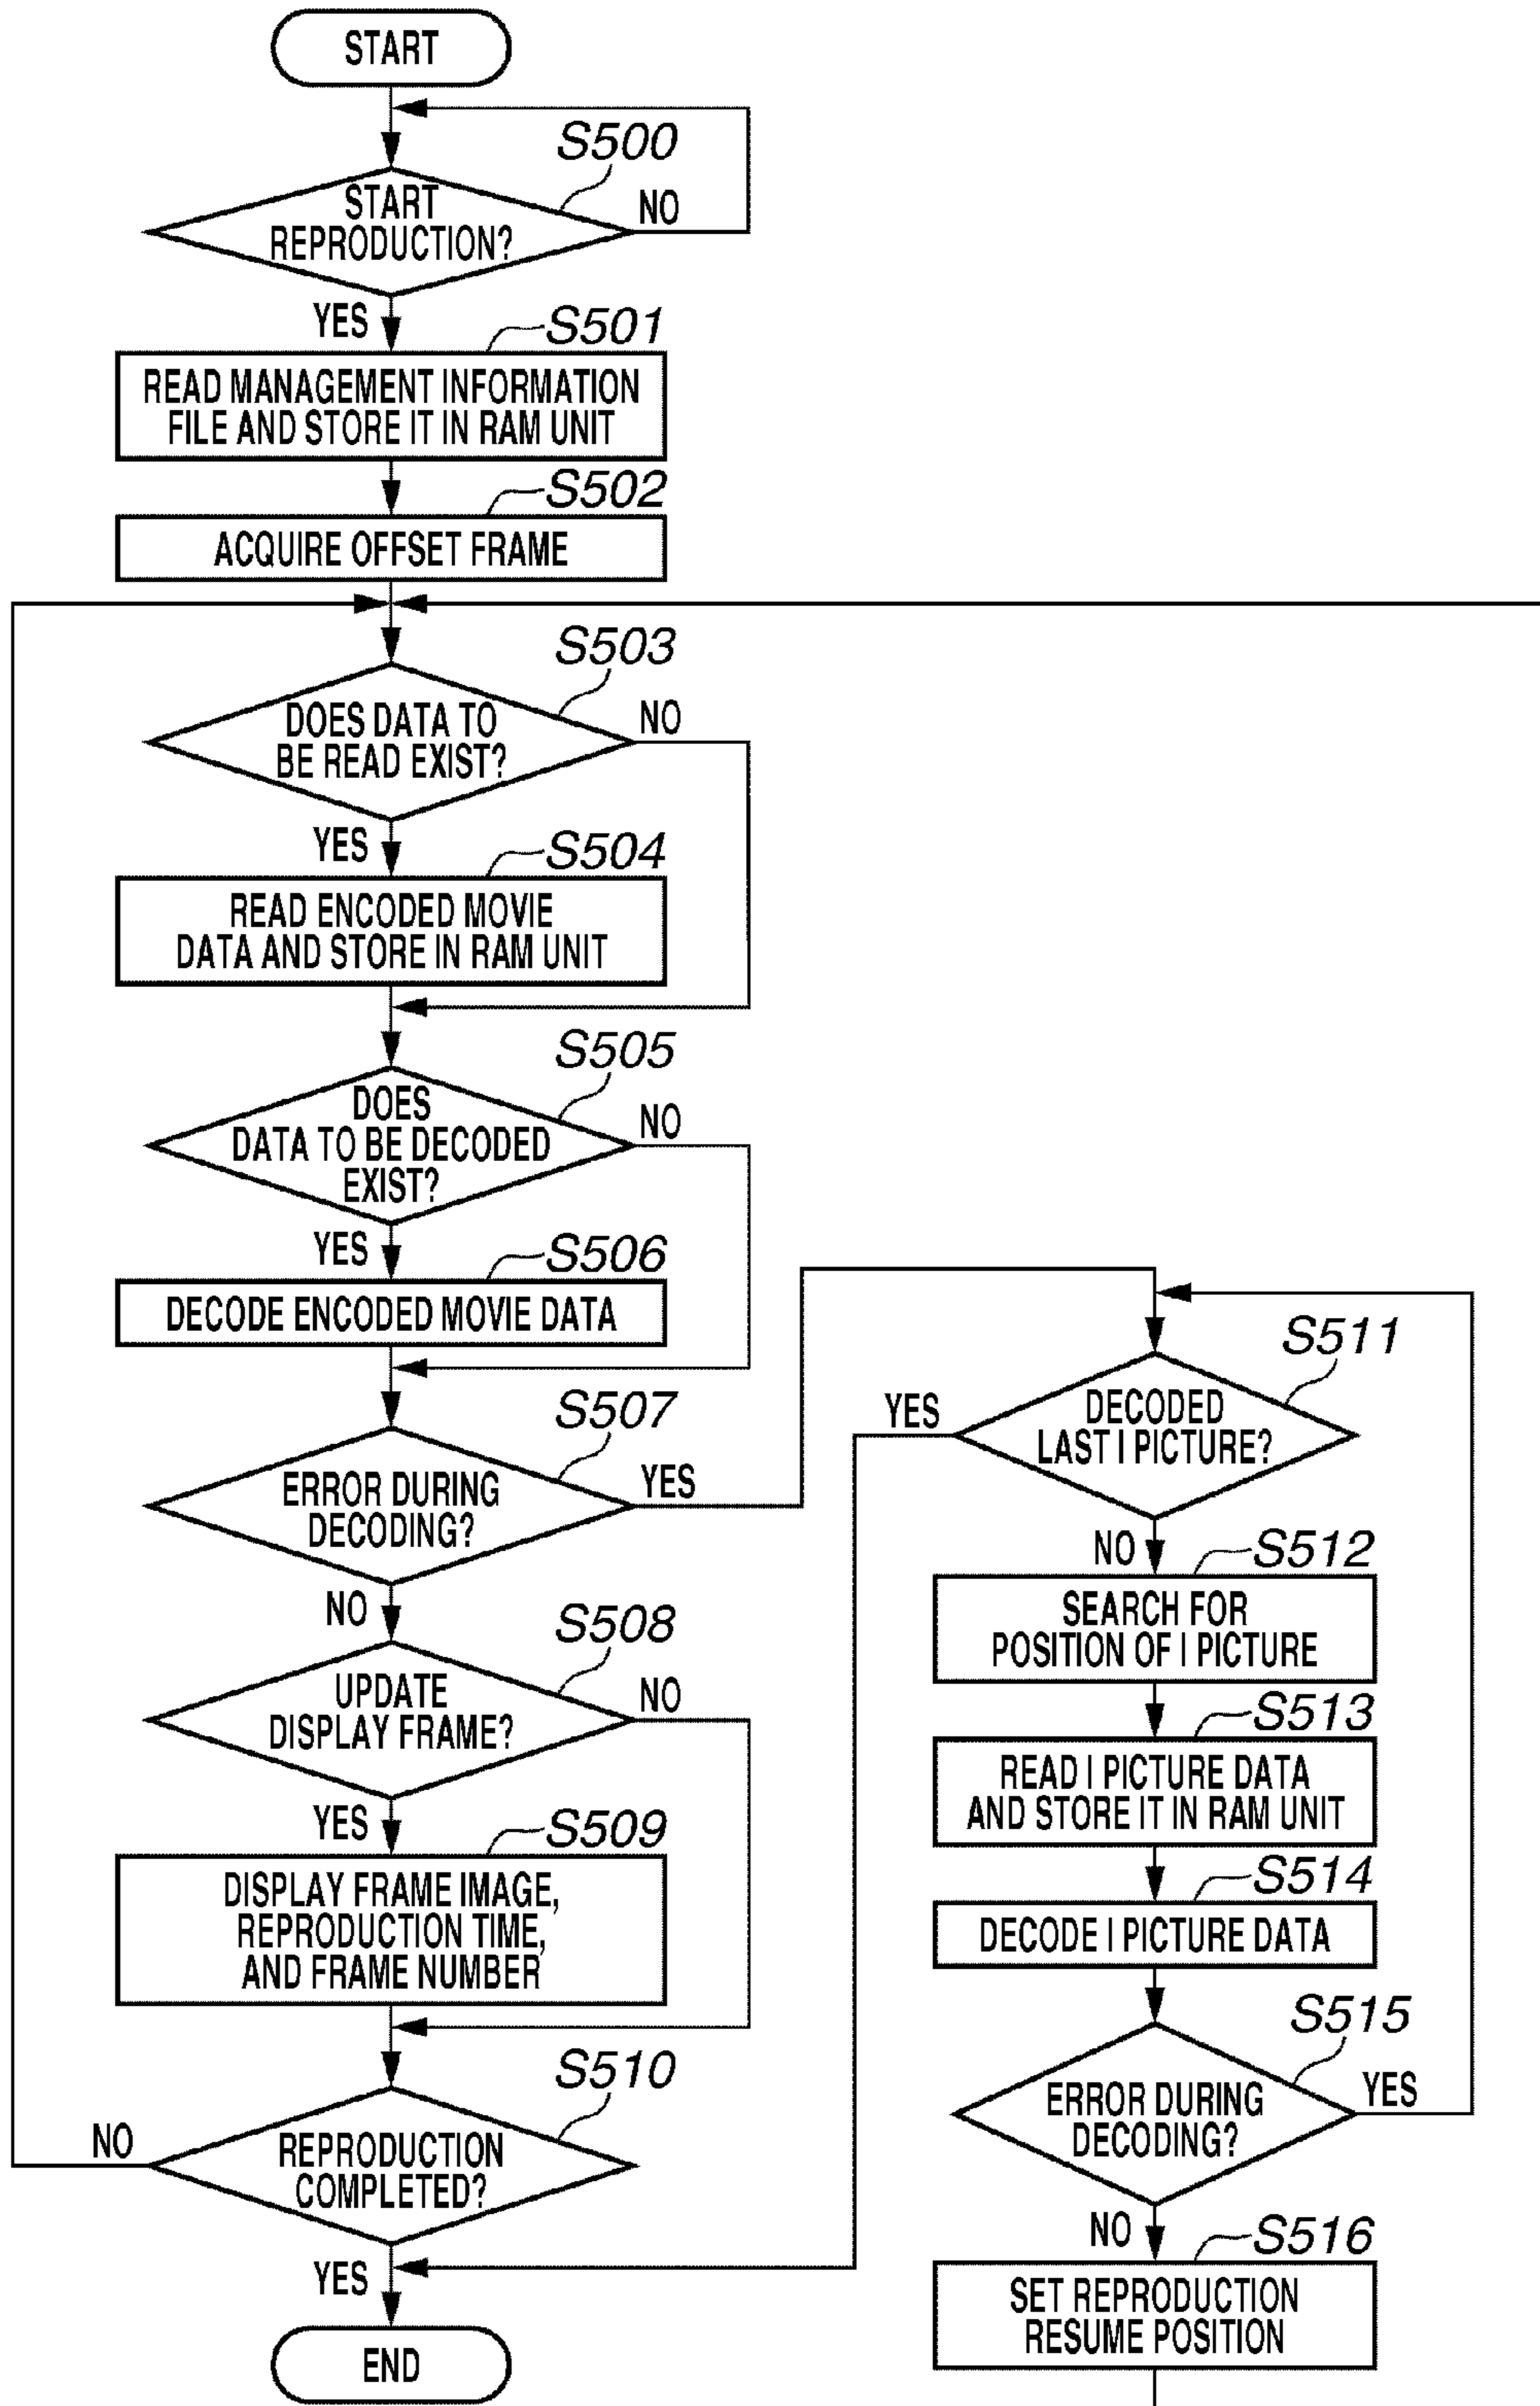 START
S500
START
REPRODUCTION?
NO
YES
S501
READ MANAGEMENT INFORMATION
FILE AND STORE IT IN RAM UNIT
S502
ACQUIRE OFFSET FRAME
S503
DOES DATA TO
BE READ EXIST?
NO
YES
S504
READ ENCODED MOVIE
DATA AND STORE IN RAM UNIT
S505
DOES
DATA TO BE DECODED
EXIST?
NO
YES
S506
DECODE ENCODED MOVIE DATA
S507
ERROR DURING
DECODING?
YES
NO
S508
UPDATE
DISPLAY FRAME?
NO
YES
S509
DISPLAY FRAME IMAGE,
REPRODUCTION TIME,
AND FRAME NUMBER
S510
REPRODUCTION
COMPLETED?
NO
YES
END
S511
DECODED
LAST I PICTURE?
YES
NO
S512
SEARCH FOR
POSITION OF I PICTURE
S513
READ I PICTURE DATA
AND STORE IT IN RAM UNIT
S514
DECODE I PICTURE DATA
S515
ERROR DURING
DECODING?
YES
NO
S516
SET REPRODUCTION
RESUME POSITION